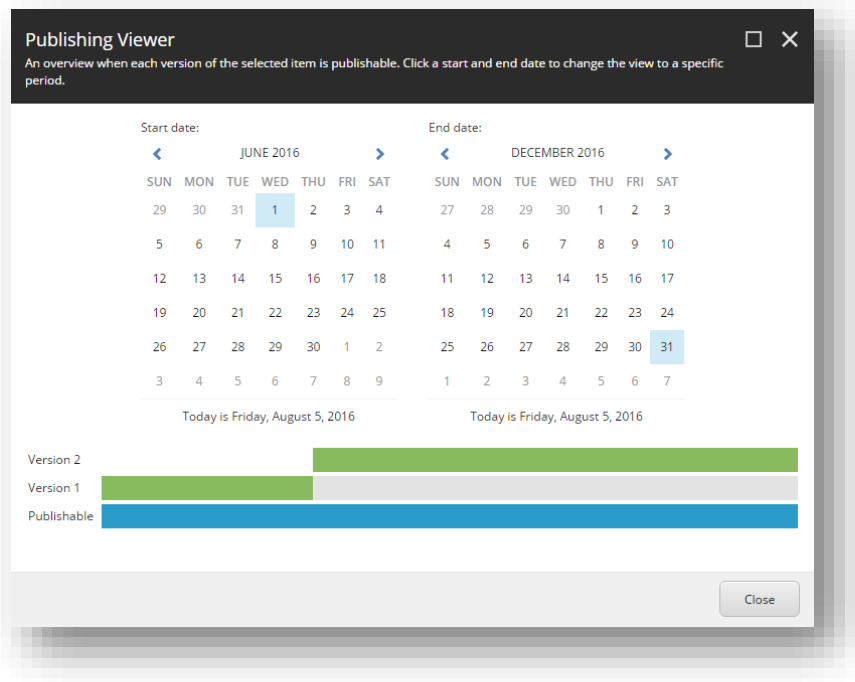 Publishing Viewer
An overview when each version of the selected item is publishable. Click a start and end date to change the view to a specific
period.
Start date:
JUNE 2016
SUN MON TUE WED THU FRI SAT
29 30 31 1 2 3 4
5 6 7 8 9 10 11
12 13 14 15 16 17 18
19 20 21 22 23 24 25
26 27 28 29 30 1 2
3 4 5 6 7 8 9
Today is Friday, August 5, 2016
End date:
DECEMBER 2016
SUN MON TUE WED THU FRI SAT
27 28 29 30 1 2 3
4 5 6 7 8 9 10
11 12 13 14 15 16 17
18 19 20 21 22 23 24
25 26 27 28 29 30 31
1 2 3 4 5 6 7
Today is Friday, August 5, 2016
Version 2
Version 1
Publishable
Close